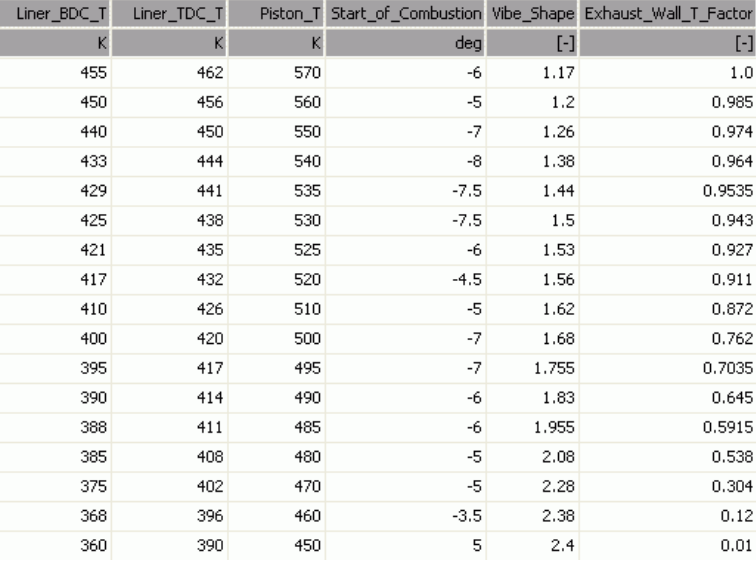 Liner_BDC_T Liner_TDC_T Piston_T Start_of_Combustion Vibe_Shape Exhaust_Wall_T_Factor
K K K deg [-] [-]
455 462 570 -6 1.17 1.0
450 456 560 -5 1.2 0.985
440 450 550 -7 1.26 0.974
433 444 540 -8 1.38 0.964
429 441 535 -7.5 1.44 0.9535
425 438 530 -7.5 1.5 0.943
421 435 525 -6 1.53 0.927
417 432 520 -4.5 1.56 0.911
410 426 510 -5 1.62 0.872
400 420 500 -7 1.68 0.762
395 417 495 -7 1.755 0.7035
390 414 490 -6 1.83 0.645
388 411 485 -6 1.955 0.5915
385 408 480 -5 2.08 0.538
375 402 470 -5 2.28 0.304
368 396 460 -3.5 2.38 0.12
360 390 450 5 2.4 0.01